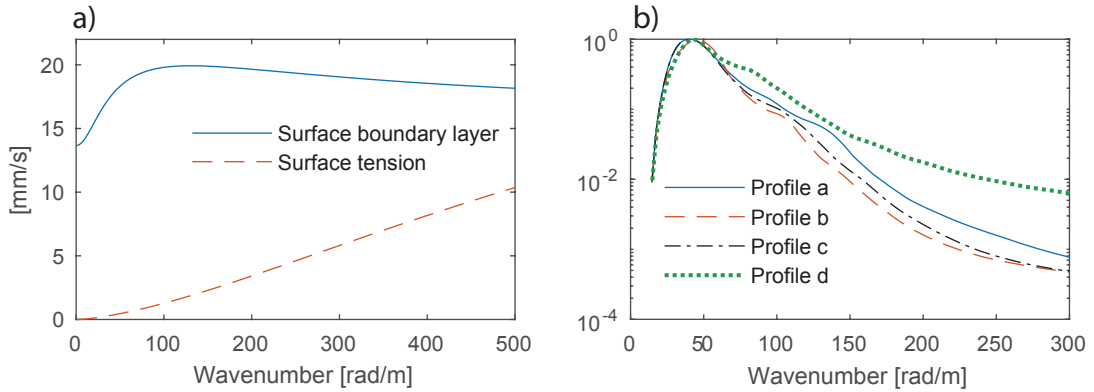 a)
[mm/s]
20
15
10
5
0
Surface boundary layer
Surface tension
0 100 200 300 400 500
Wavenumber [rad/m]
b)
10^0
10^-2
10^-4
Profile a
Profile b
Profile c
Profile d
0 50 100 150 200 250 300
Wavenumber [rad/m]